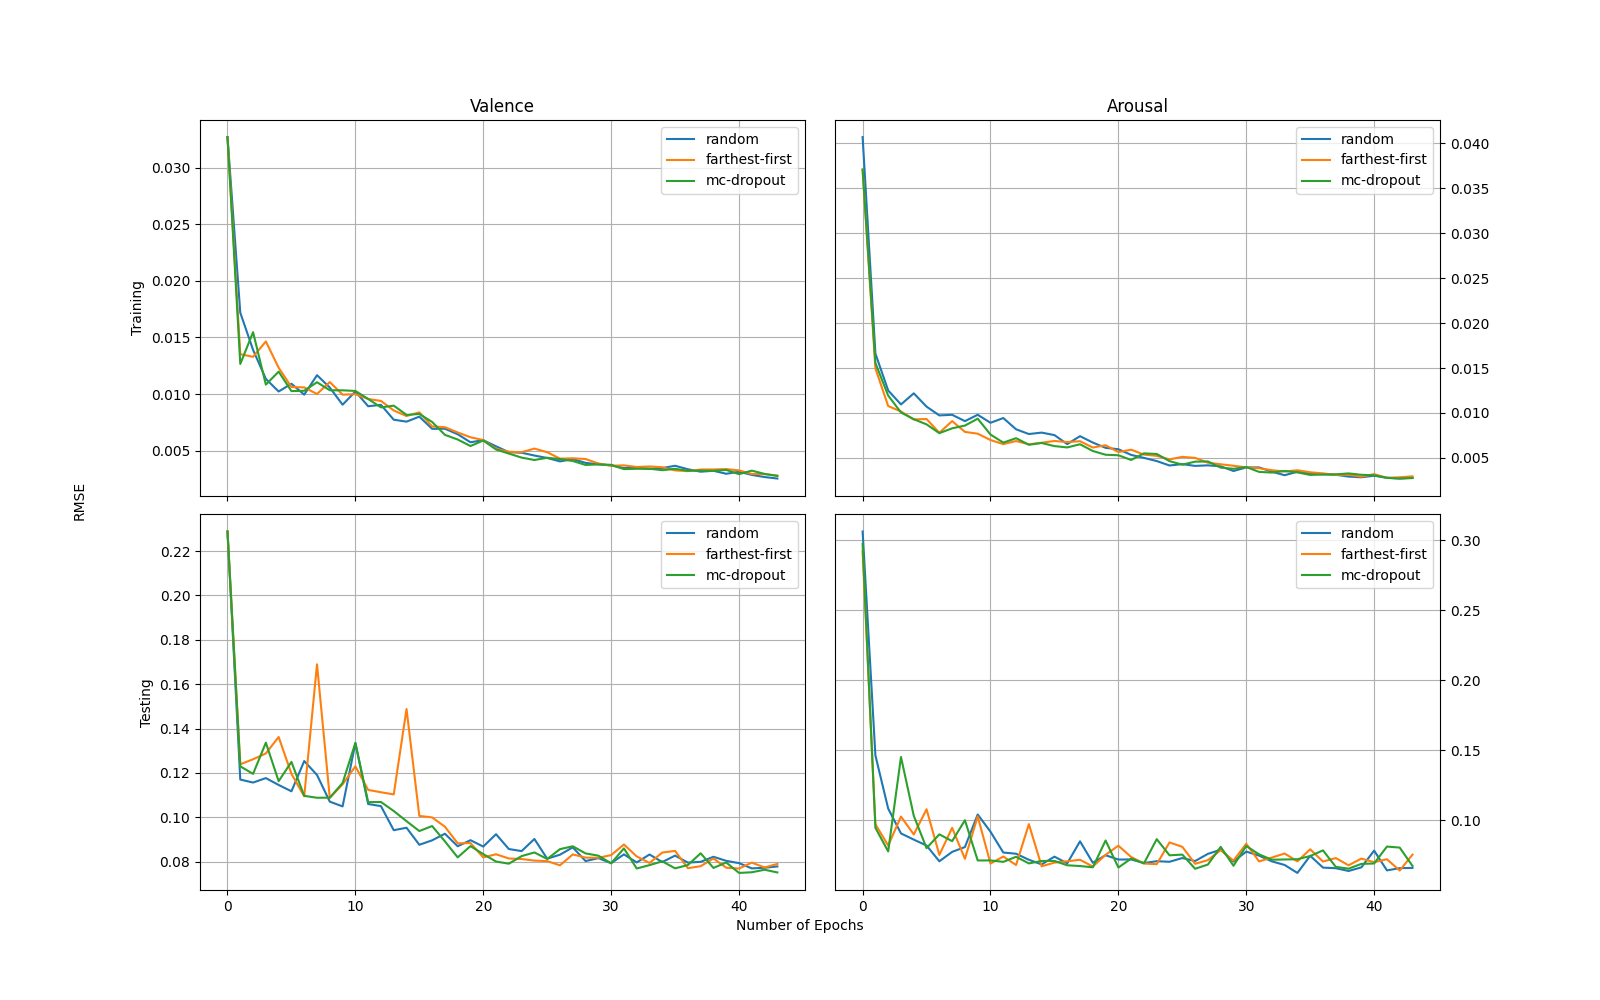 Valence
Arousal
random
farthest-first
mc-dropout
random
farthest-first
mc-dropout
0.030
0.025
0.020
0.015
0.010
0.005
0.040
0.035
0.030
0.025
0.020
0.015
0.010
0.005
Training
RMSE
random
farthest-first
mc-dropout
random
farthest-first
mc-dropout
0.22
0.20
0.18
0.16
0.14
0.12
0.10
0.08
0.30
0.25
0.20
0.15
0.10
Testing
0 10 20 30 40
0 10 20 30 40
Number of Epochs